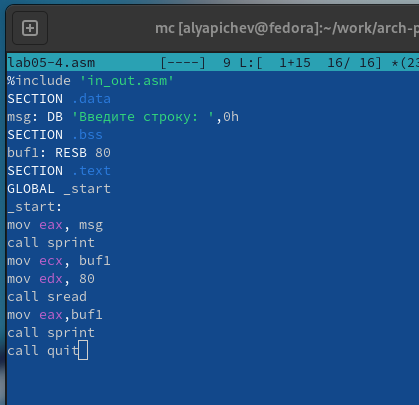 mc [alyapichev@fedora]:~/work/arch-p
lab05-4.asm [----] 9 L:[ 1+15 16/ 16] *(23
%include 'in_out.asm'
SECTION .data
msg: DB 'Введите строку: ',0h
SECTION .bss
buf1: RESB 80
SECTION .text
GLOBAL _start
_start:
mov eax, msg
call sprint
mov ecx, buf1
mov edx, 80
call sread
mov eax,buf1
call sprint
call quit